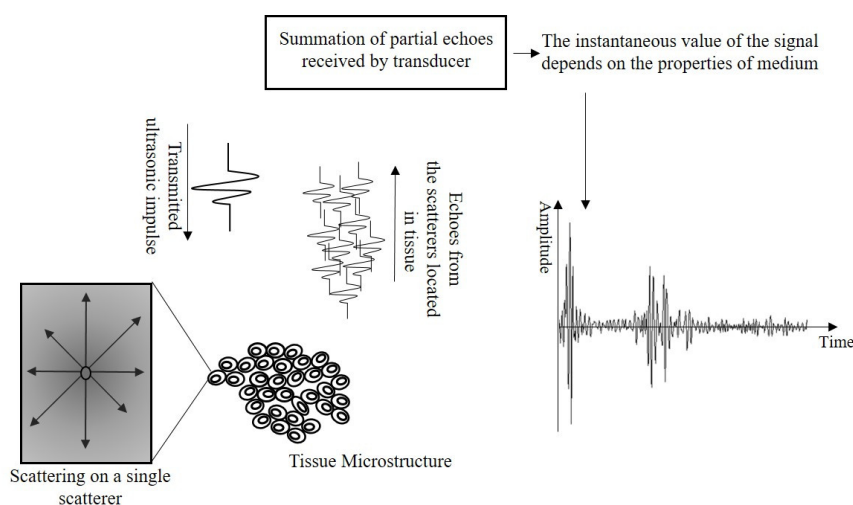 Summation of partial echoes
received by transducer
The instantaneous value of the signal
depends on the properties of medium
Transmitted
ultrasonic impulse
Echoes from
the scatterers located
in tissue
Amplitude
Time
Tissue Microstructure
Scattering on a single
scatterer